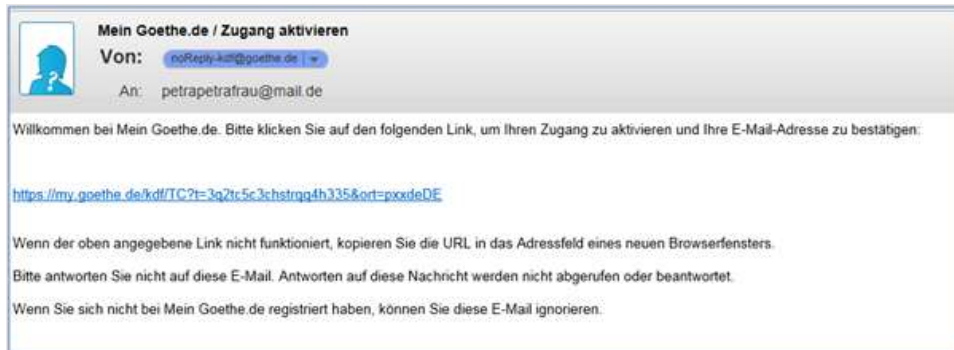 Mein Goethe.de / Zugang aktivieren
Von: noReply-kdf@goethe.de
An: petrapetrafrau@mail.de
Willkommen bei Mein Goethe.de. Bitte klicken Sie auf den folgenden Link, um Ihren Zugang zu aktivieren und Ihre E-Mail-Adresse zu bestätigen:
https://my.goethe.de/kdf/TC?t=3q2tc5c3chstrqq4h335&ort=pxxdeDE
Wenn der oben angegebene Link nicht funktioniert, kopieren Sie die URL in das Adressfeld eines neuen Browserfensters.
Bitte antworten Sie nicht auf diese E-Mail. Antworten auf diese Nachricht werden nicht abgerufen oder beantwortet.
Wenn Sie sich nicht bei Mein Goethe.de registriert haben, können Sie diese E-Mail ignorieren.